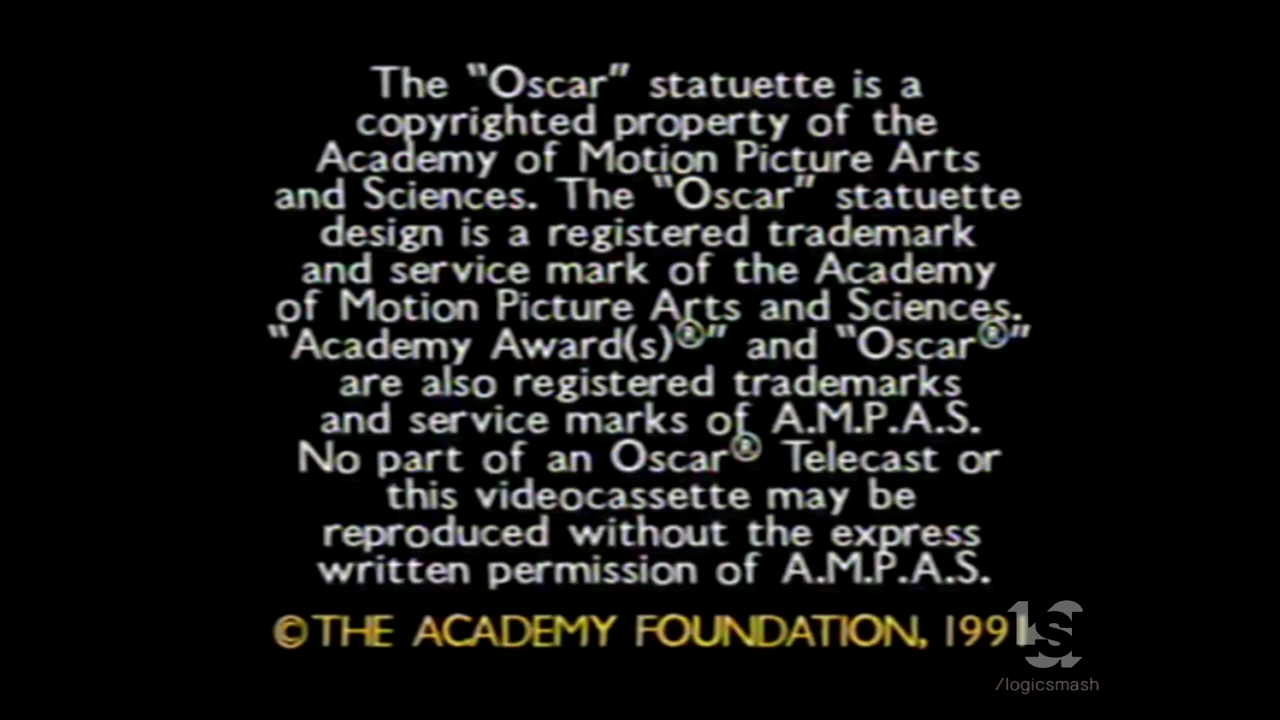 The "Oscar" statuette is a
copyrighted property of the
Academy of Motion Picture Arts
and Sciences. The "Oscar" statuette
design is a registered trademark
and service mark of the Academy
of Motion Picture Arts and Sciences.
"Academy Award(s)®" and "Oscar®"
are also registered trademarks
and service marks of A.M.P.A.S.
No part of an Oscar® Telecast or
this videocassette may be
reproduced without the express
written permission of A.M.P.A.S.
©THE ACADEMY FOUNDATION, 1991
/logicsmash